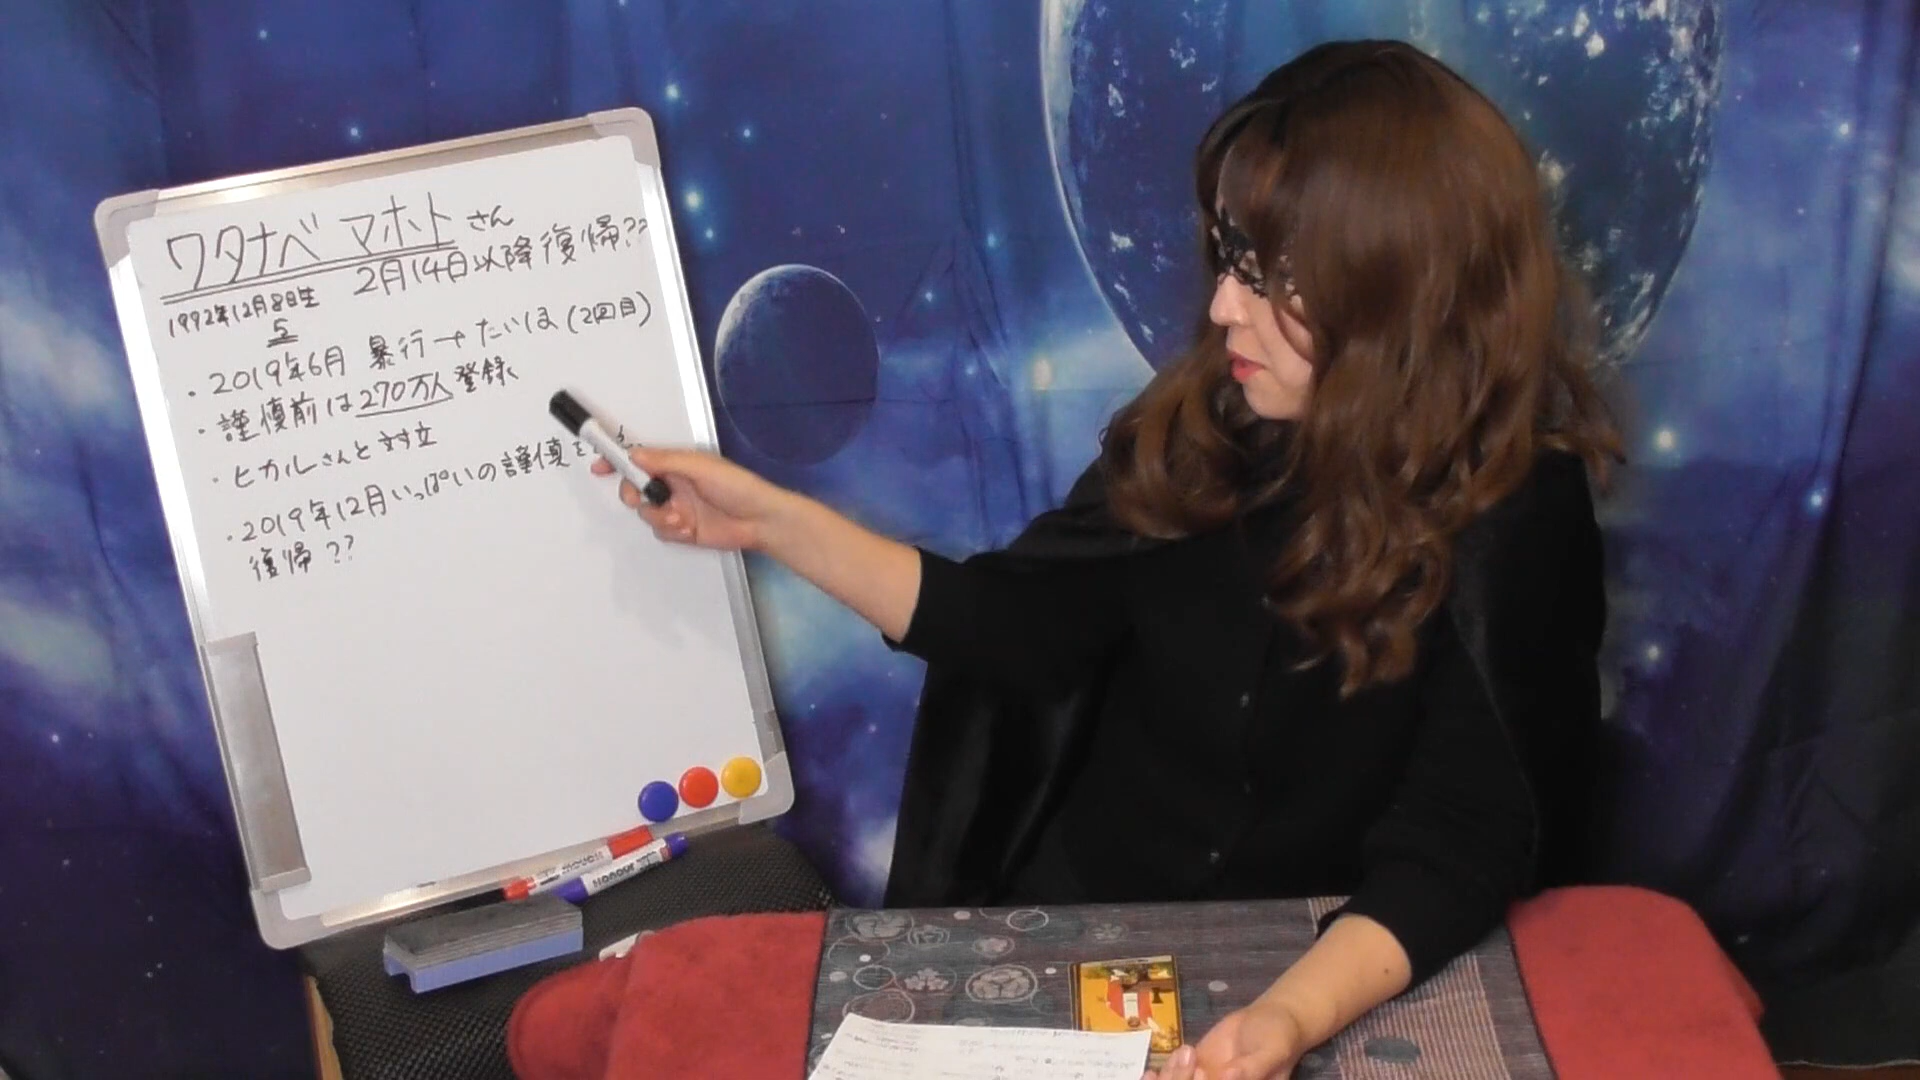 ワタナベ マホト さん
2月14日以降復帰??
1992年12月8日生
5
・2019年6月 暴行→たいほ(2回目)
・謹慎前は270万人登録
・ヒカルさんと対立
・2019年12月いっぱいの謹慎を
復帰??